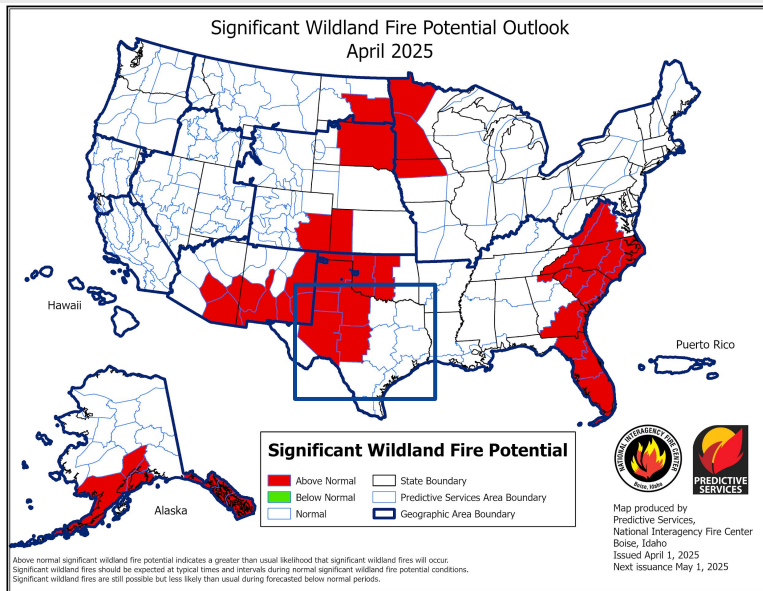 Significant Wildland Fire Potential Outlook
April 2025
Hawaii
Puerto Rico
Alaska
Significant Wildland Fire Potential
Above Normal
Below Normal
Normal
State Boundary
Predictive Services Area Boundary
Geographic Area Boundary
NATIONAL INTERAGENCY FIRE CENTER
Boise, Idaho
PREDICTIVE
SERVICES
Map produced by
Predictive Services,
National Interagency Fire Center
Boise, Idaho
Issued April 1, 2025
Next issuance May 1, 2025
Above normal significant wildland fire potential indicates a greater than usual likelihood that significant wildland fires will occur.
Significant wildland fires should be expected at typical times and intervals during normal significant wildland fire potential conditions.
Significant wildland fires are still possible but less likely than usual during forecasted below normal periods.